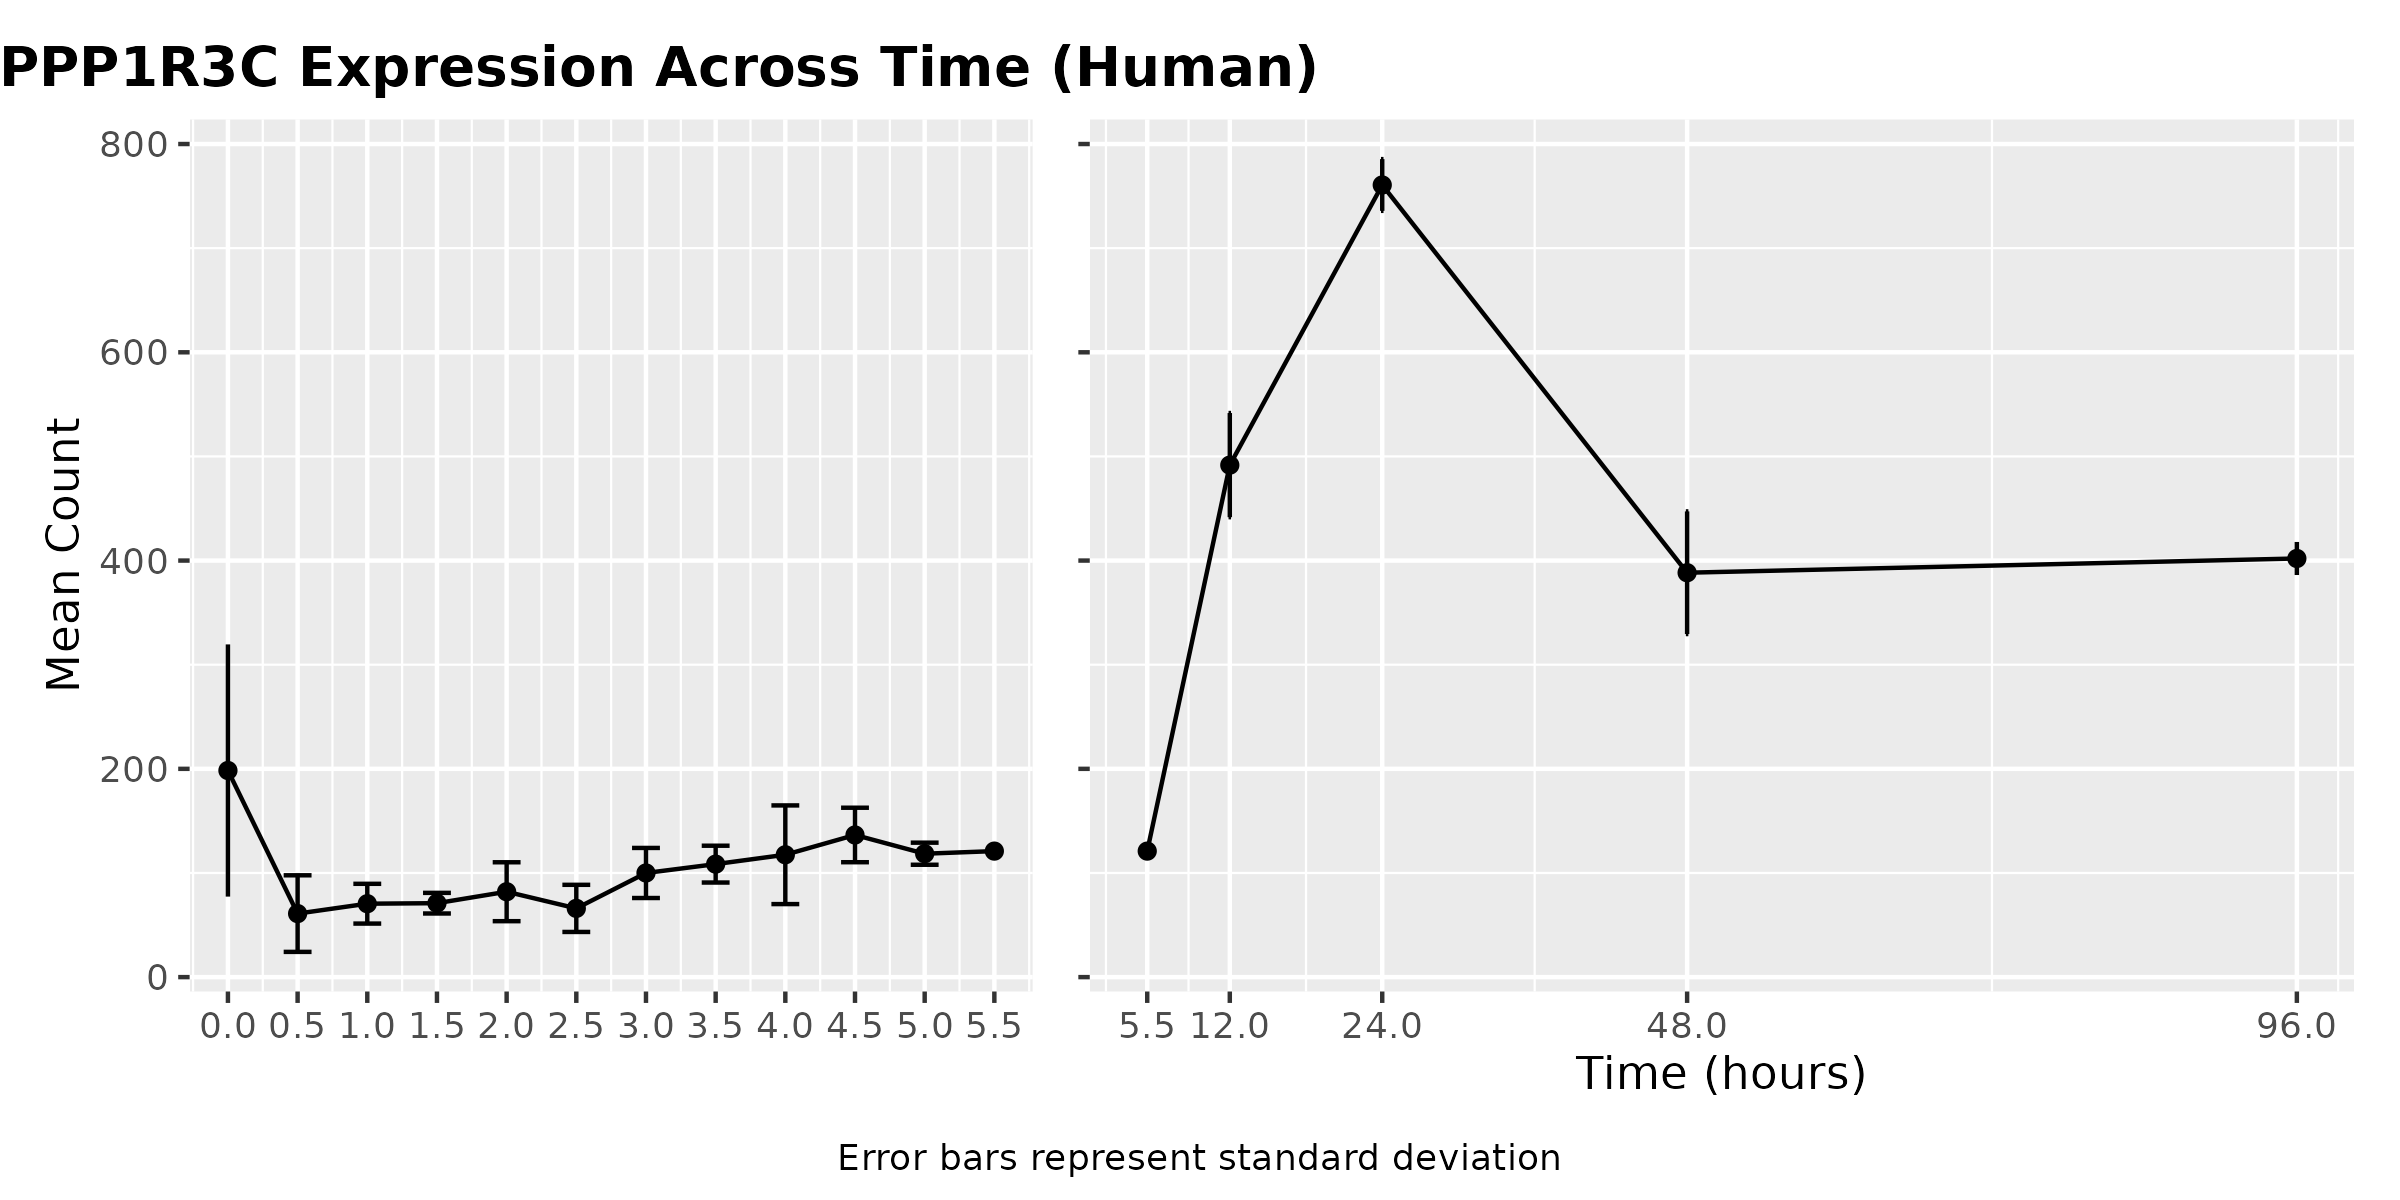 PPP1R3C Expression Across Time (Human)
Mean Count
800
600
400
200
0
0.0 0.5 1.0 1.5 2.0 2.5 3.0 3.5 4.0 4.5 5.0 5.5
5.5 12.0 24.0 48.0 96.0
Time (hours)
Error bars represent standard deviation